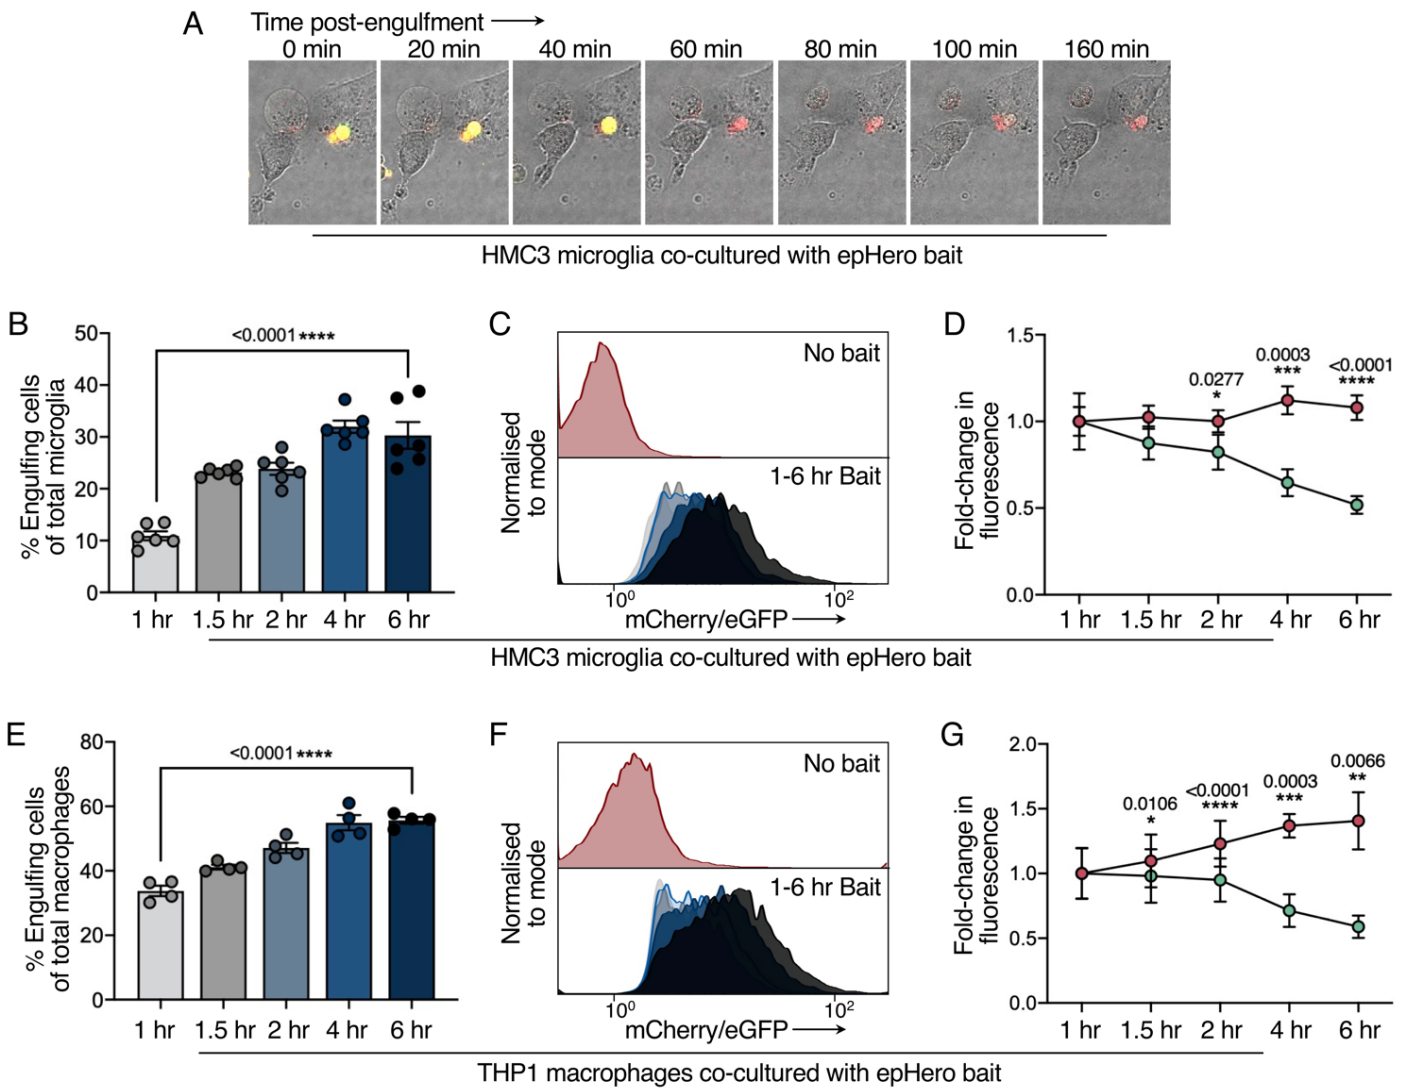 A
Time post-engulfment
0 min 20 min 40 min 60 min 80 min 100 min 160 min
HMC3 microglia co-cultured with epHero bait
B
% Engulfing cells
of total microglia
50
40
30
20
10
0
<0.0001 ****
1 hr 1.5 hr 2 hr 4 hr 6 hr
C
Normalised
to mode
No bait
1-6 hr Bait
10⁰ 10²
mCherry/eGFP
D
Fold-change in
fluorescence
1.5
1.0
0.5
0.0
0.0277
*
0.0003
***
<0.0001
****
1 hr 1.5 hr 2 hr 4 hr 6 hr
HMC3 microglia co-cultured with epHero bait
E
% Engulfing cells
of total macrophages
80
60
40
20
0
<0.0001 ****
1 hr 1.5 hr 2 hr 4 hr 6 hr
F
Normalised
to mode
No bait
1-6 hr Bait
10⁰ 10²
mCherry/eGFP
G
Fold-change in
fluorescence
2.0
1.5
1.0
0.5
0.0
0.0106
*
<0.0001
****
0.0003
***
0.0066
**
1 hr 1.5 hr 2 hr 4 hr 6 hr
THP1 macrophages co-cultured with epHero bait